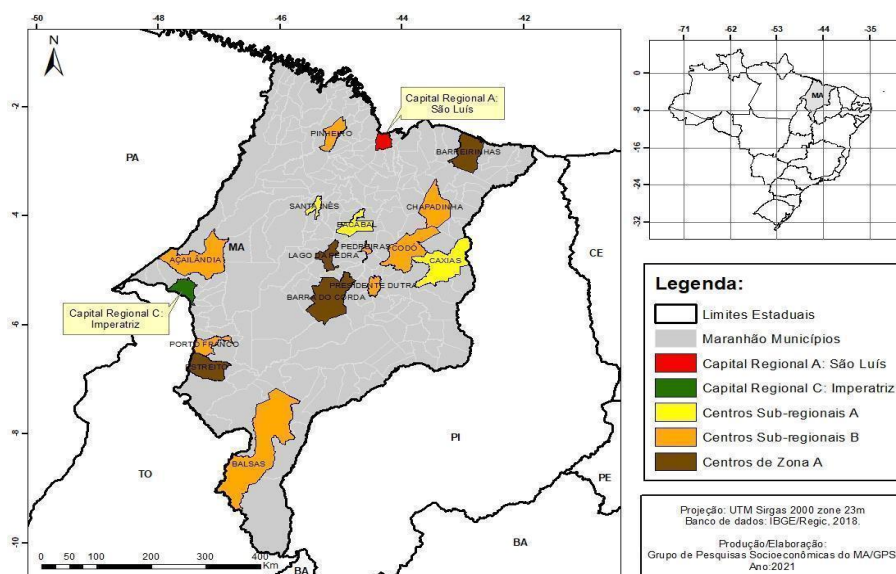 -50
-48
-46
-44
-42
N
-2
-4
-6
-8
-10
Capital Regional A:
São Luís
PINHEIRO
BARREIRINHAS
PA
SANTA INÊS
CHAPADINHA
BACABAL
MA
PEDREIRAS
LAGO DA PEDRA
CODÓ
CAXIAS
AÇAILÂNDIA
PRESIDENTE DUTRA
BARRA DO CORDA
CE
Capital Regional C:
Imperatriz
PORTO FRANCO
ESTREITO
BALSAS
TO
PI
PE
BA
BA
0 50 100 200 300 400
Km
-71
-62
-53
-44
-35
0
-8
-16
-24
-32
MA
Legenda:
Limites Estaduais
Maranhão Municípios
Capital Regional A: São Luís
Capital Regional C: Imperatriz
Centros Sub-regionais A
Centros Sub-regionais B
Centros de Zona A
Projeção: UTM Sirgas 2000 zone 23m
Banco de dados: IBGE/Regic, 2018.
Produção/Elaboração:
Grupo de Pesquisas Socioeconômicas do MA/GPS
Ano:2021